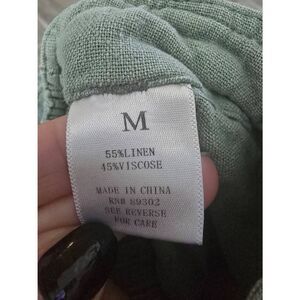 M
55%LINEN
45%VISCOSE
MADE IN CHINA
RN# 89302
SEE REVERSE
FOR CARE